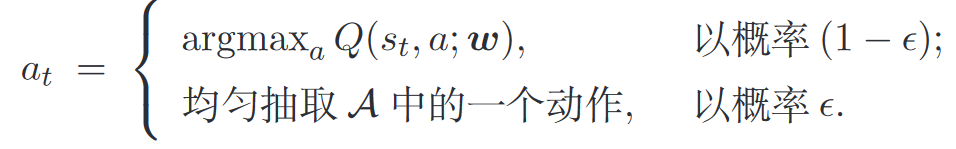 a_t = { argmax_a Q(s_t, a; w), 以概率 (1 − ϵ);
均匀抽取 𝒜 中的一个动作, 以概率 ϵ.